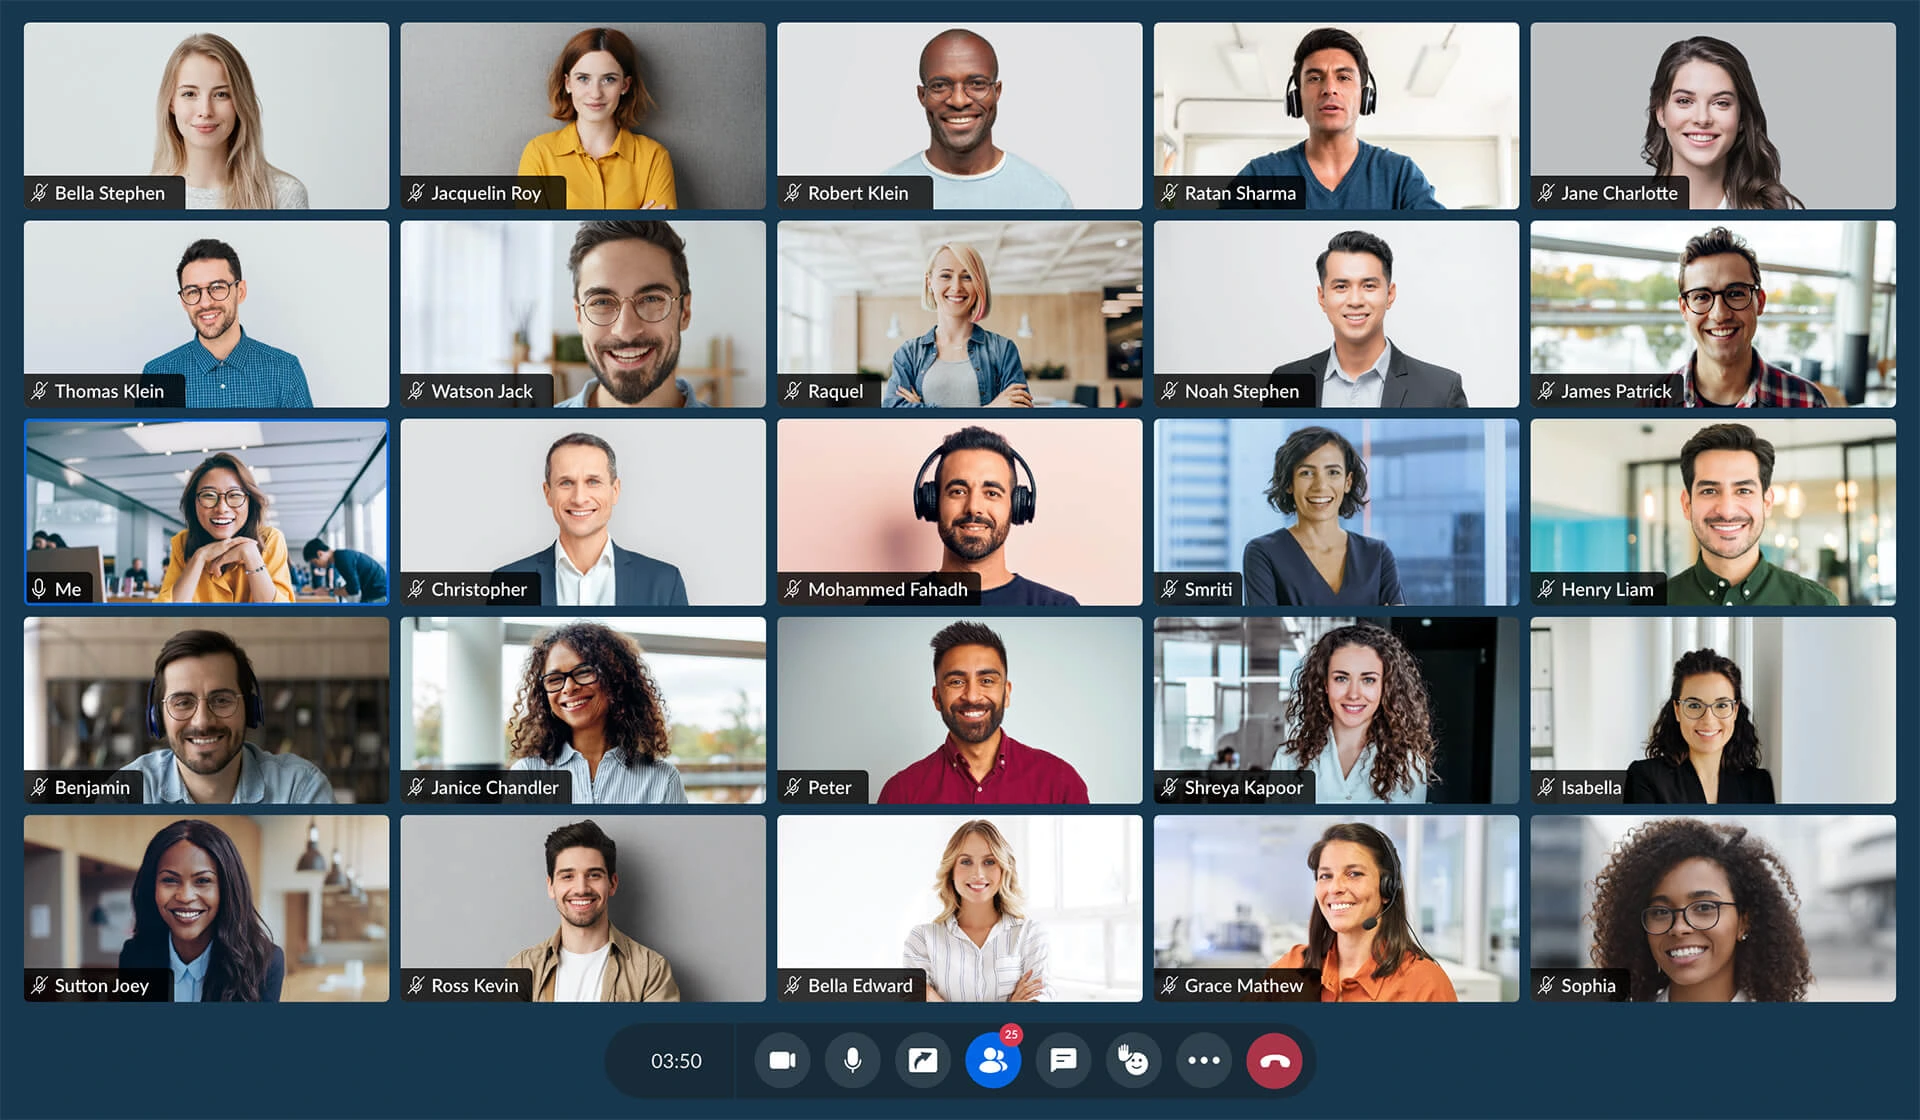 Bella Stephen
Jacquelin Roy
Robert Klein
Ratan Sharma
Jane Charlotte
Thomas Klein
Watson Jack
Raquel
Noah Stephen
James Patrick
Me
Christopher
Mohammed Fahadh
Smriti
Henry Liam
Benjamin
Janice Chandler
Peter
Shreya Kapoor
Isabella
Sutton Joey
Ross Kevin
Bella Edward
Grace Mathew
Sophia
03:50
25